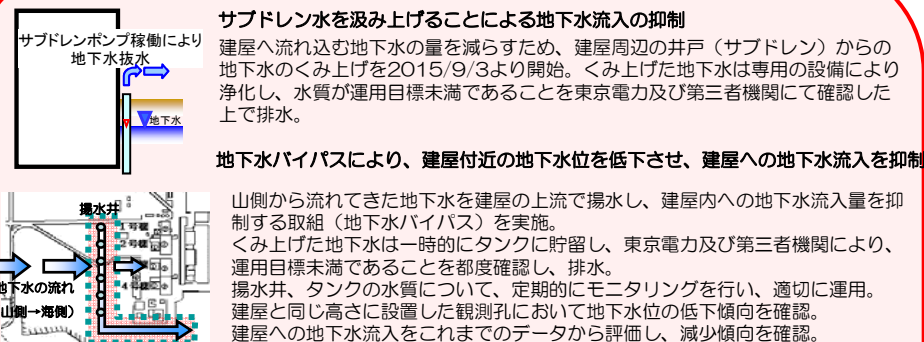 サブドレン水を汲み上げることによる地下水流入の抑制
サブドレンポンプ稼働により
地下水抜水
地下水
建屋へ流れ込む地下水の量を減らすため、建屋周辺の井戸（サブドレン）からの
地下水のくみ上げを2015/9/3より開始。くみ上げた地下水は専用の設備により
浄化し、水質が運用目標未満であることを東京電力及び第三者機関にて確認した
上で排水。
地下水バイパスにより、建屋付近の地下水位を低下させ、建屋への地下水流入を抑制
揚水井
1号機
2号機
4号機
地下水の流れ
（山側→海側）
山側から流れてきた地下水を建屋の上流で揚水し、建屋内への地下水流入量を抑
制する取組（地下水バイパス）を実施。
くみ上げた地下水は一時的にタンクに貯留し、東京電力及び第三者機関により、
運用目標未満であることを都度確認し、排水。
揚水井、タンクの水質について、定期的にモニタリングを行い、適切に運用。
建屋と同じ高さに設置した観測孔において地下水位の低下傾向を確認。
建屋への地下水流入をこれまでのデータから評価し、減少傾向を確認。